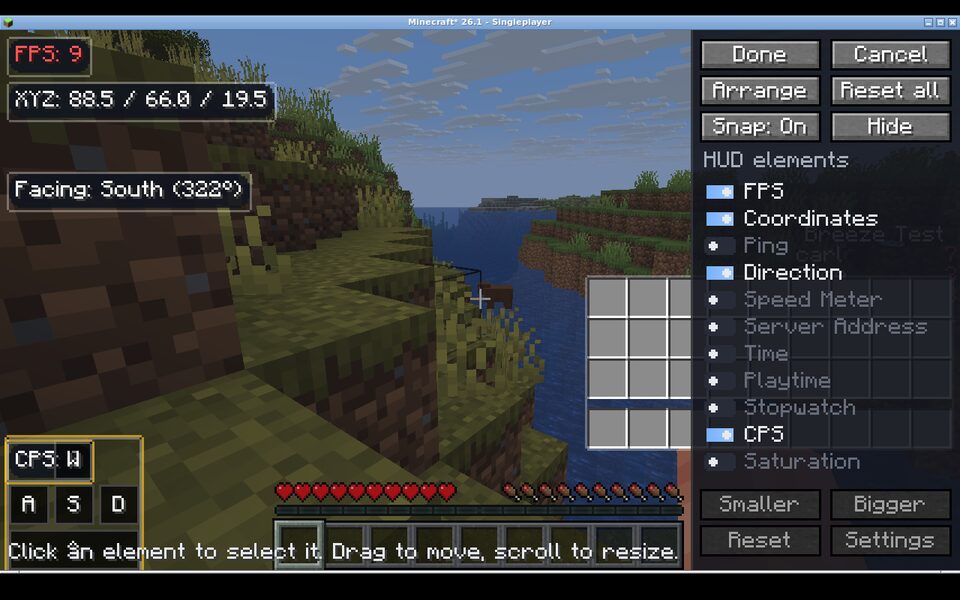 Minecraft* 26.1 - Singleplayer
FPS: 9
XYZ: 88.5 / 66.0 / 19.5
Facing: South (322°)
Done
Cancel
Arrange
Reset all
Snap: On
Hide
HUD elements
FPS
Coordinates
Ping
Direction
Speed Meter
Server Address
Time
Playtime
Stopwatch
CPS
Saturation
Smaller
Bigger
Reset
Settings
CPS W
A S D
Click an element to select it. Drag to move, scroll to resize.